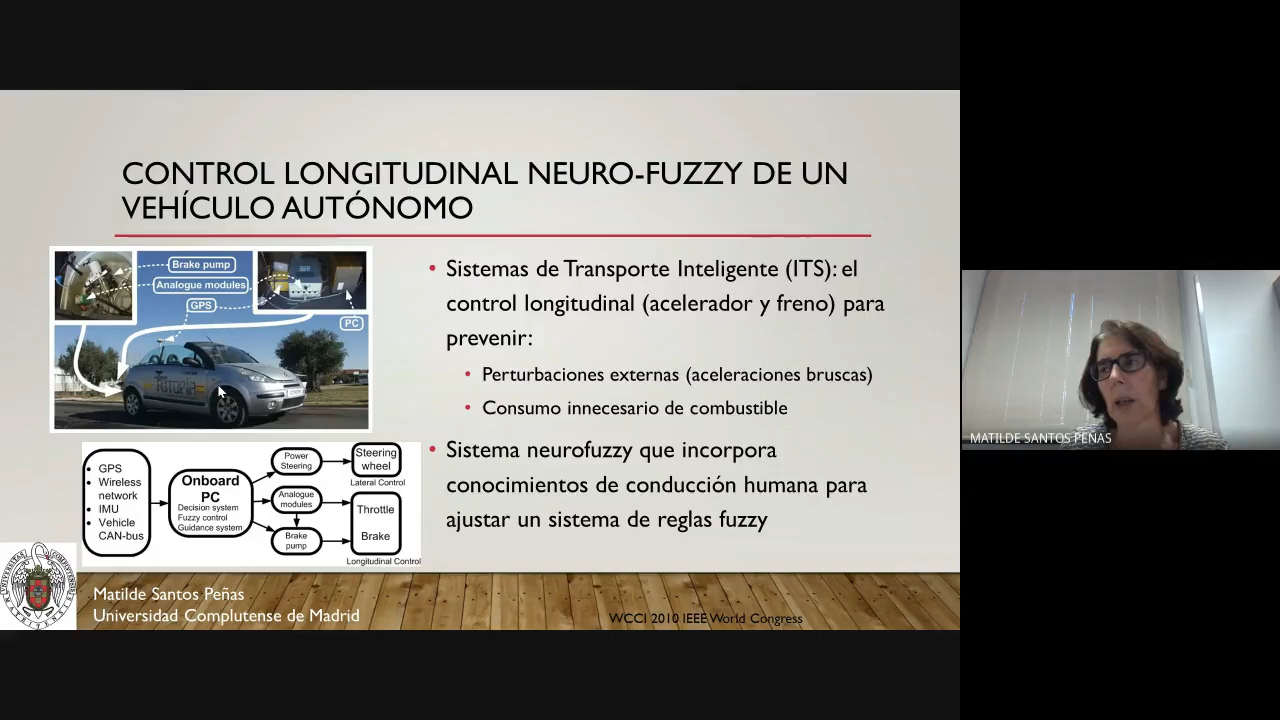 CONTROL LONGITUDINAL NEURO-FUZZY DE UN
VEHÍCULO AUTÓNOMO
Brake pump
Analogue modules
GPS
PC
• Sistemas de Transporte Inteligente (ITS): el
control longitudinal (acelerador y freno) para
prevenir:
• Perturbaciones externas (aceleraciones bruscas)
• Consumo innecesario de combustible
• Sistema neurofuzzy que incorpora
conocimientos de conducción humana para
ajustar un sistema de reglas fuzzy
• GPS
• Wireless
network
• IMU
• Vehicle
CAN-bus
Onboard
PC
Decision system
Fuzzy control
Guidance system
Power
Steering
Analogue
modules
Brake
pump
Steering
wheel
Lateral Control
Throttle
Brake
Longitudinal Control
Matilde Santos Peñas
Universidad Complutense de Madrid
WCCI 2010 IEEE World Congress
MATILDE SANTOS PEÑAS